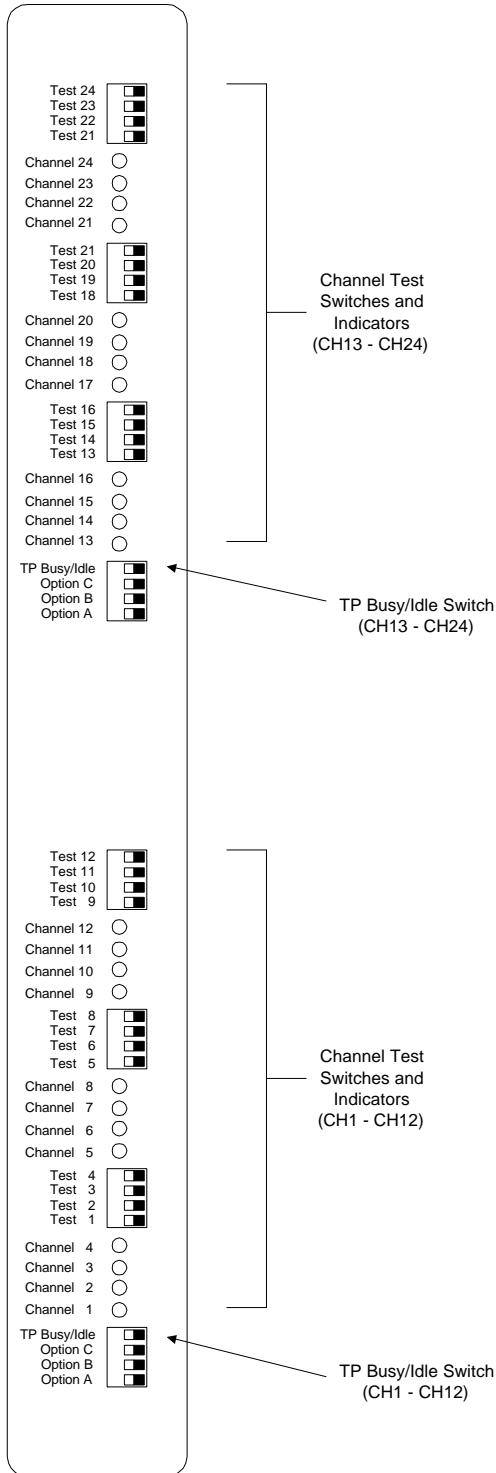 Test 24
Test 23
Test 22
Test 21
Channel 24
Channel 23
Channel 22
Channel 21
Test 21
Test 20
Test 19
Test 18
Channel 20
Channel 19
Channel 18
Channel 17
Test 16
Test 15
Test 14
Test 13
Channel 16
Channel 15
Channel 14
Channel 13
TP Busy/Idle
Option C
Option B
Option A
Channel Test
Switches and
Indicators
(CH13 - CH24)
TP Busy/Idle Switch
(CH13 - CH24)
Test 12
Test 11
Test 10
Test 9
Channel 12
Channel 11
Channel 10
Channel 9
Test 8
Test 7
Test 6
Test 5
Channel 8
Channel 7
Channel 6
Channel 5
Test 4
Test 3
Test 2
Test 1
Channel 4
Channel 3
Channel 2
Channel 1
TP Busy/Idle
Option C
Option B
Option A
Channel Test
Switches and
Indicators
(CH1 - CH12)
TP Busy/Idle Switch
(CH1 - CH12)